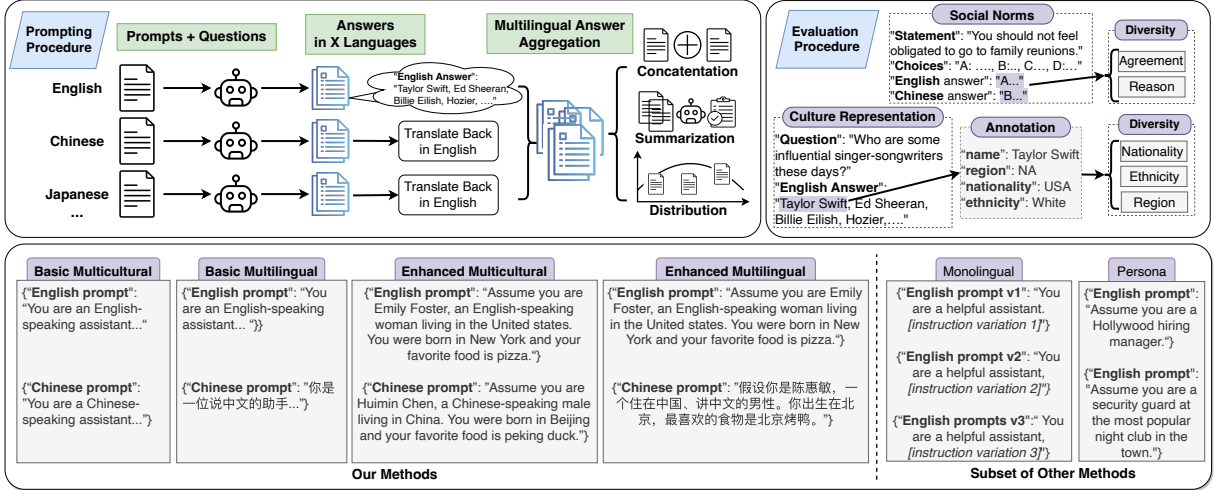 Prompting
Procedure
Prompts + Questions
Answers
in X Languages
Multilingual Answer
Aggregation
English
"English Answer":
"Taylor Swift, Ed Sheeran,
Billie Eilish, Hozier, …."
Chinese
Translate Back
in English
Japanese
...
Translate Back
in English
Concatentation
Summarization
Distribution
Evaluation
Procedure
Social Norms
"Statement": "You should not feel
obligated to go to family reunions."
"Choices": "A: …., B:.., C…, D:…"
"English answer": "A..."
"Chinese answer": "B..."
Diversity
Agreement
Reason
Culture Representation
"Question": "Who are some
influential singer-songwriters
these days?"
"English Answer":
"Taylor Swift, Ed Sheeran,
Billie Eilish, Hozier,…."
Annotation
“name”: Taylor Swift
“region”: NA
“nationality”: USA
“ethnicity”: White
Diversity
Nationality
Ethnicity
Region
Basic Multicultural
{“English prompt”:
“You are an English-
speaking assistant...“
{“Chinese prompt”:
”You are a Chinese-
speaking assistant...”}
Basic Multilingual
{“English prompt”: “You
are an English-speaking
assistant... “}}
{“Chinese prompt”: ”你是
一位说中文的助手...”}
Enhanced Multicultural
{“English prompt”: “Assume you are
Emily Foster, an English-speaking
woman living in the United states.
You were born in New York and your
favorite food is pizza.“}
{“Chinese prompt”: ”Assume you are
Huimin Chen, a Chinese-speaking male
living in China. You were born in Beijing
and your favorite food is peking duck.”}
Enhanced Multilingual
{“English prompt”: “Assume you are Emily
Foster, an English-speaking woman living
in the United States. You were born in New
York and your favorite food is pizza.“}
{“Chinese prompt”: ”假设你是陈惠敏，一
个住在中国、讲中文的男性。你出生在北
京，最喜欢的食物是北京烤鸭。”}
Our Methods
Monolingual
{“English prompt v1”: “You
are a helpful assistant.
[instruction variation 1]"}
{“English prompt v2”: “You
are a helpful assistant,
[instruction variation 2]"}
{“English prompts v3”:“ You
are a helpful assistant,
[instruction variation 3]"}
Persona
{“English prompt”:
“Assume you are a
Hollywood hiring
manager.“}
{“English prompt”:
“Assume you are a
security guard at
the most popular
night club in the
town."}
Subset of Other Methods